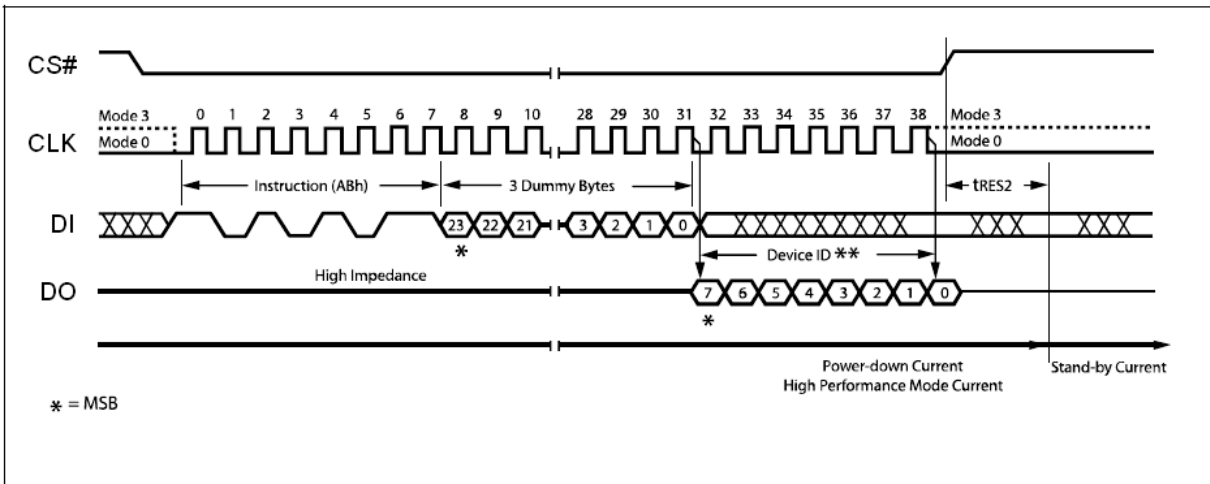 CS#
Mode 3 0 1 2 3 4 5 6 7 8 9 10 28 29 30 31 32 33 34 35 36 37 38 Mode 3
CLK Mode 0 Mode 0
Instruction (ABh) 3 Dummy Bytes tRES2
DI 23 22 21 3 2 1 0
* Device ID **
High Impedance
DO 7 6 5 4 3 2 1 0
*
Power-down Current Stand-by Current
High Performance Mode Current
* = MSB